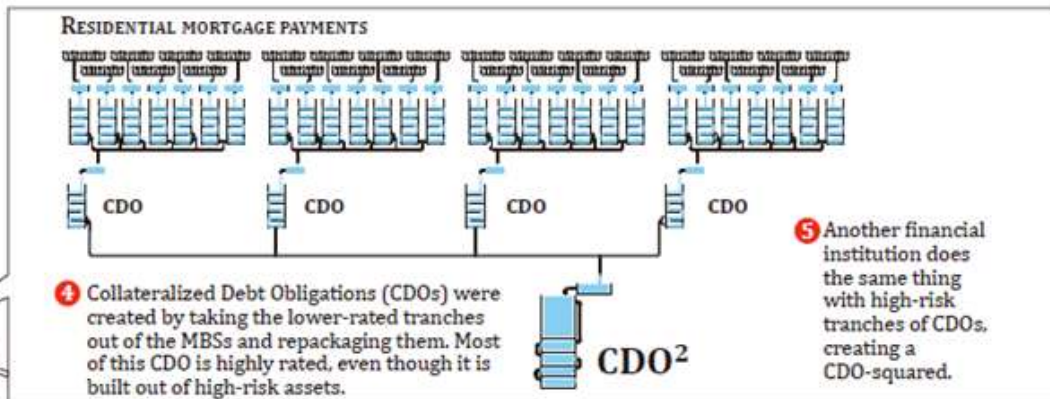 RESIDENTIAL MORTGAGE PAYMENTS
CDO
CDO
CDO
CDO
4 Collateralized Debt Obligations (CDOs) were
created by taking the lower-rated tranches
out of the MBSs and repackaging them. Most
of this CDO is highly rated, even though it is
built out of high-risk assets.
CDO²
5 Another financial
institution does
the same thing
with high-risk
tranches of CDOs,
creating a
CDO-squared.